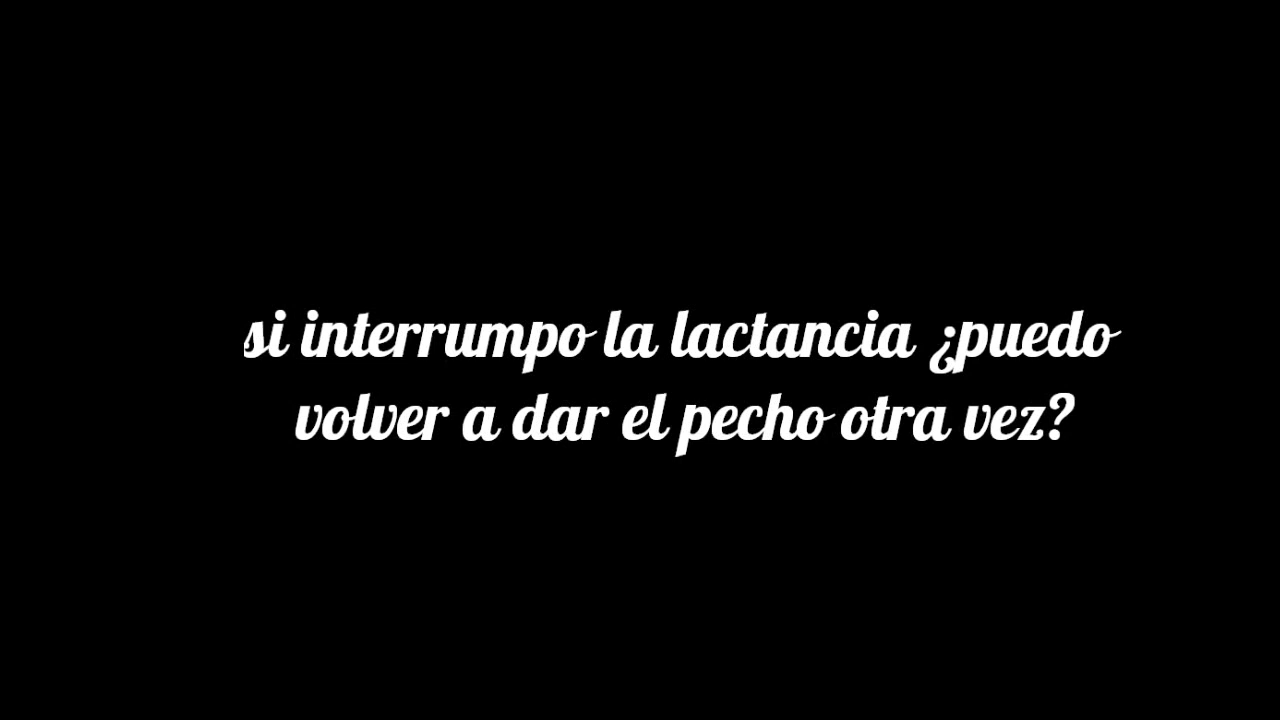 si interrumpo la lactancia ¿puedo
volver a dar el pecho otra vez?